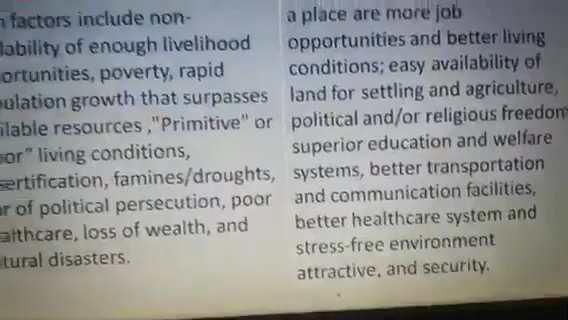 factors include non-
lability of enough livelihood
ortunities, poverty, rapid
ulation growth that surpasses
ilable resources ,"Primitive" or
or" living conditions,
sertification, famines/droughts,
r of political persecution, poor
althcare, loss of wealth, and
tural disasters.
a place are more job
opportunities and better living
conditions; easy availability of
land for settling and agriculture,
political and/or religious freedom
superior education and welfare
systems, better transportation
and communication facilities,
better healthcare system and
stress-free environment
attractive, and security.